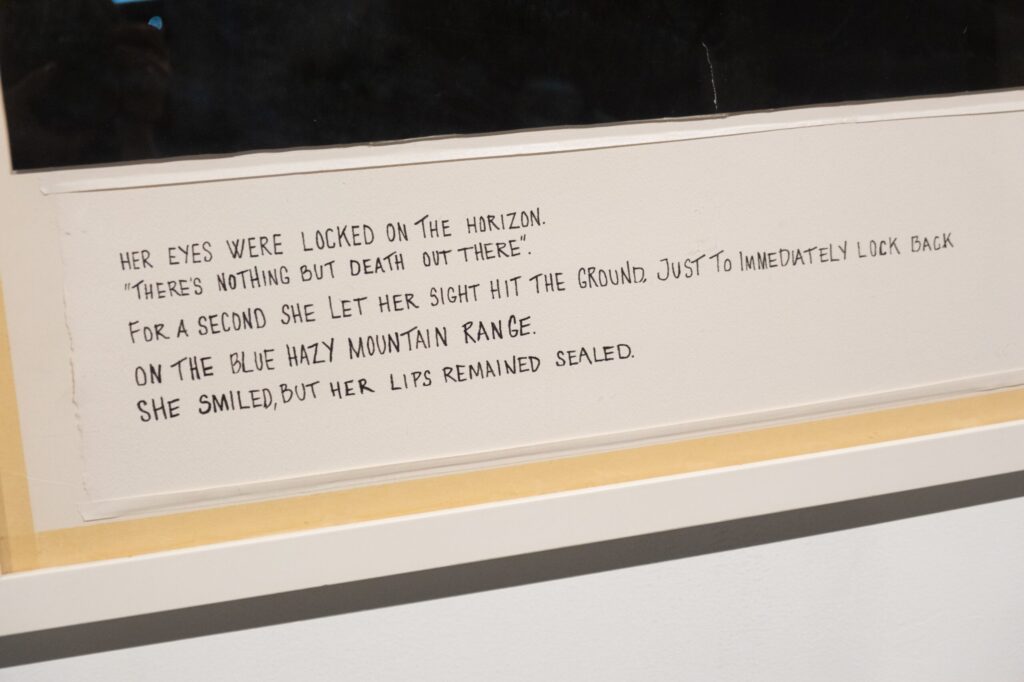 HER EYES WERE LOCKED ON THE HORIZON.
"THERE'S NOTHING BUT DEATH OUT THERE".
FOR A SECOND SHE LET HER SIGHT HIT THE GROUND, JUST TO IMMEDIATELY LOCK BACK
ON THE BLUE HAZY MOUNTAIN RANGE.
SHE SMILED, BUT HER LIPS REMAINED SEALED.